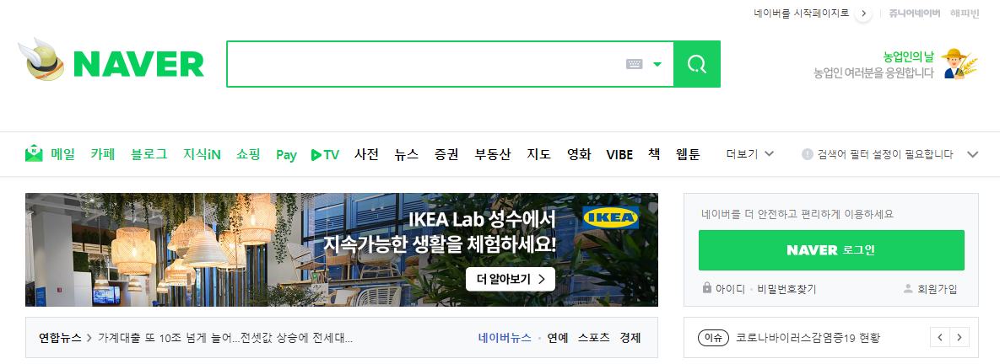 네이버를 시작페이지로
쥬니어네이버 해피빈
NAVER
농업인의 날
농업인 여러분을 응원합니다
메일 카페 블로그 지식iN 쇼핑 Pay TV 사전 뉴스 증권 부동산 지도 영화 VIBE 책 웹툰 더보기 검색어 필터 설정이 필요합니다
IKEA Lab 성수에서
지속가능한 생활을 체험하세요!
더 알아보기
IKEA
네이버를 더 안전하고 편리하게 이용하세요
NAVER 로그인
아이디 · 비밀번호찾기 회원가입
연합뉴스 > 가계대출 또 10조 넘게 늘어...전셋값 상승에 전세대... 네이버뉴스 · 연예 스포츠 경제
이슈 코로나바이러스감염증19 현황